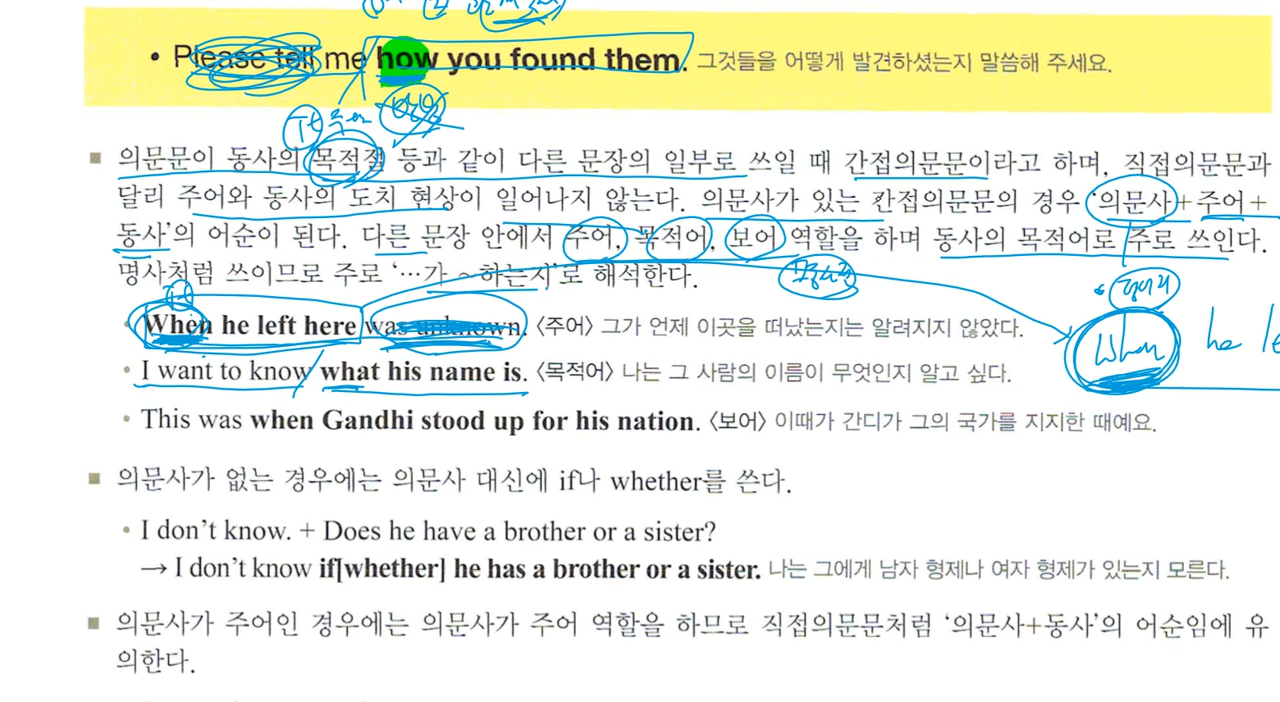 • Please tell me how you found them. 그것들을 어떻게 발견하셨는지 말씀해 주세요.
■ 의문문이 동사의 목적절 등과 같이 다른 문장의 일부로 쓰일 때 간접의문문이라고 하며, 직접의문문과
달리 주어와 동사의 도치 현상이 일어나지 않는다. 의문사가 있는 간접의문문의 경우 ‘의문사+주어+
동사’의 어순이 된다. 다른 문장 안에서 주어, 목적어, 보어 역할을 하며 동사의 목적어로 주로 쓰인다.
명사처럼 쓰이므로 주로 ‘…가 ~하는지’로 해석한다.
• When he left here was unknown. 〈주어〉 그가 언제 이곳을 떠났는지는 알려지지 않았다.
When he le
• I want to know what his name is. 〈목적어〉 나는 그 사람의 이름이 무엇인지 알고 싶다.
• This was when Gandhi stood up for his nation. 〈보어〉 이때가 간디가 그의 국가를 지지한 때예요.
■ 의문사가 없는 경우에는 의문사 대신에 if나 whether를 쓴다.
• I don’t know. + Does he have a brother or a sister?
→ I don’t know if[whether] he has a brother or a sister. 나는 그에게 남자 형제나 여자 형제가 있는지 모른다.
■ 의문사가 주어인 경우에는 의문사가 주어 역할을 하므로 직접의문문처럼 ‘의문사+동사’의 어순임에 유
의한다.